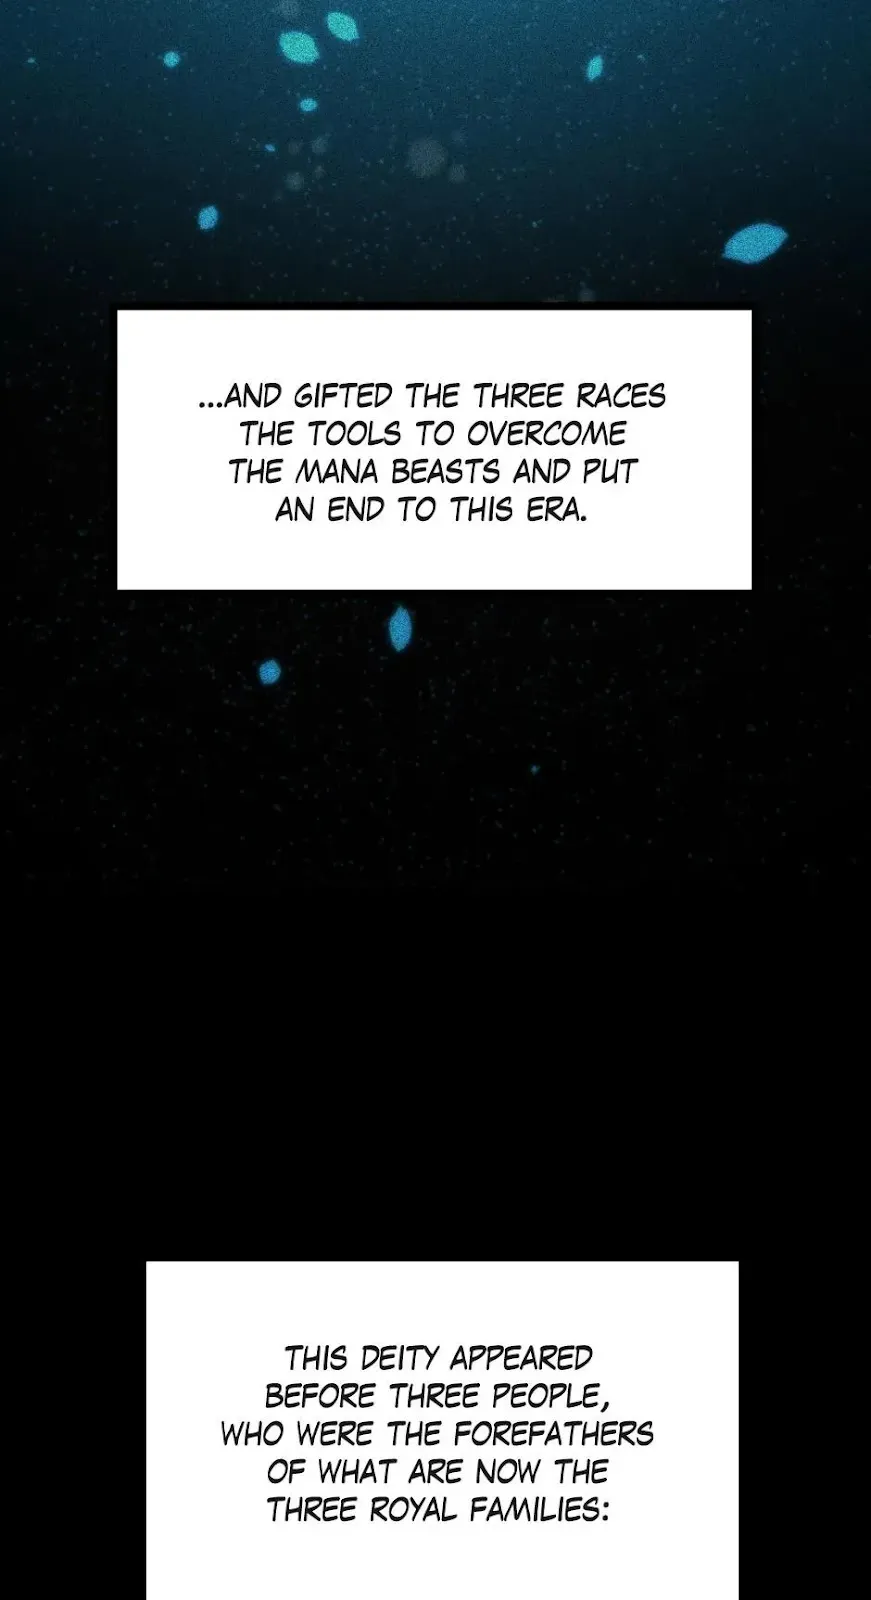 ...AND GIFTED THE THREE RACES
THE TOOLS TO OVERCOME
THE MANA BEASTS AND PUT
AN END TO THIS ERA.
THIS DEITY APPEARED
BEFORE THREE PEOPLE,
WHO WERE THE FOREFATHERS
OF WHAT ARE NOW THE
THREE ROYAL FAMILIES: